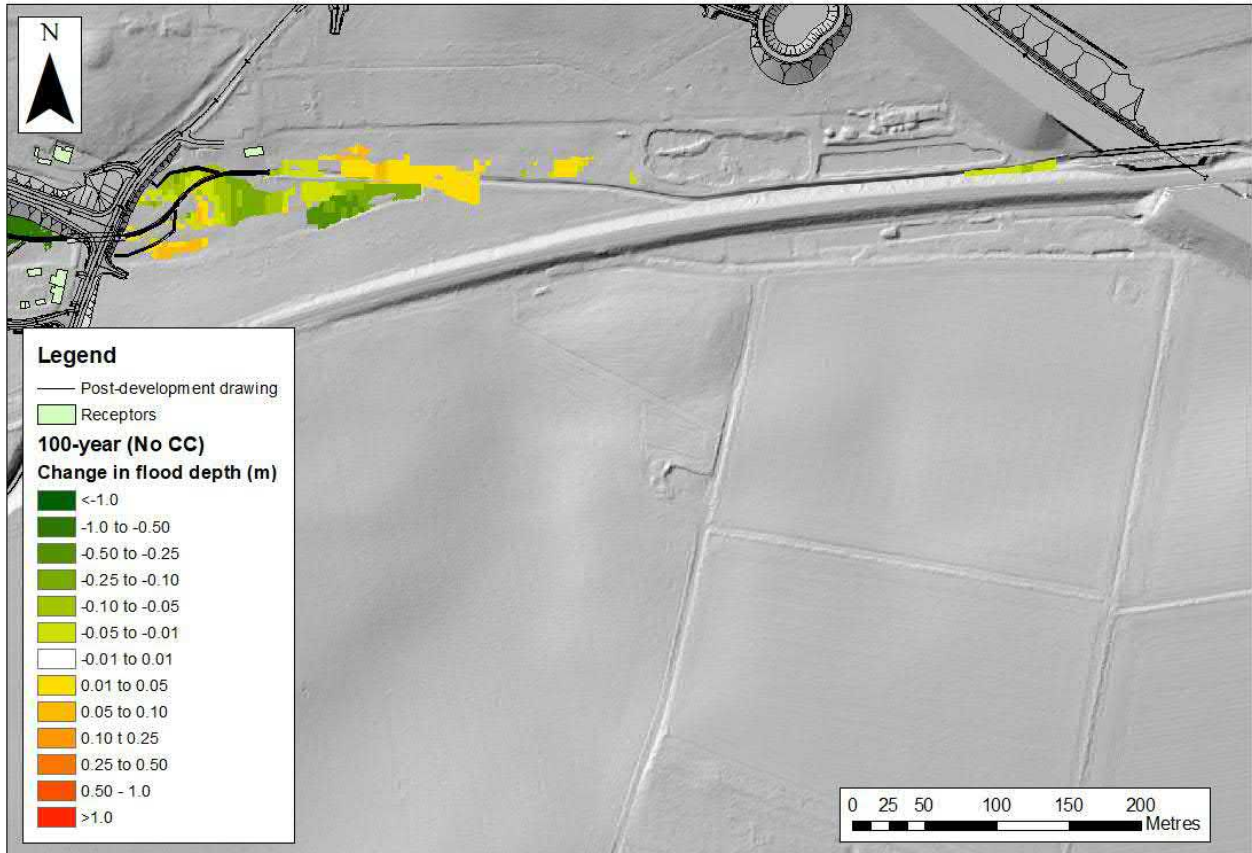 N
Legend
Post-development drawing
Receptors
100-year (No CC)
Change in flood depth (m)
<-1.0
-1.0 to -0.50
-0.50 to -0.25
-0.25 to -0.10
-0.10 to -0.05
-0.05 to -0.01
-0.01 to 0.01
0.01 to 0.05
0.05 to 0.10
0.10 t 0.25
0.25 to 0.50
0.50 - 1.0
>1.0
0 25 50 100 150 200
Metres